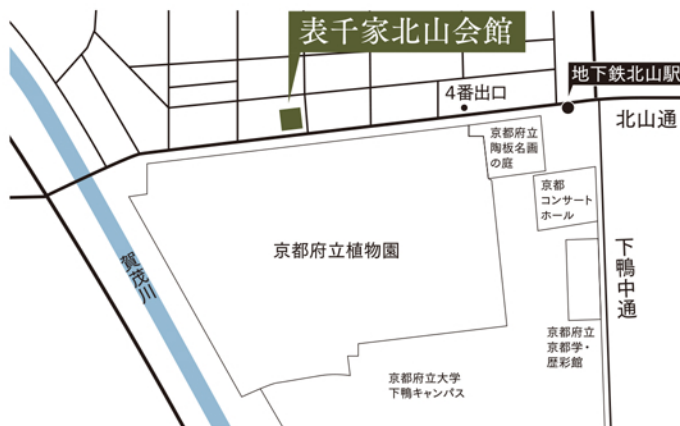 表千家北山会館
地下鉄北山駅
4番出口
北山通
京都府立
陶板名画
の庭
京都
コンサート
ホール
京都府立植物園
賀茂川
下鴨中通
京都府立
京都学・
歴彩館
京都府立大学
下鴨キャンパス